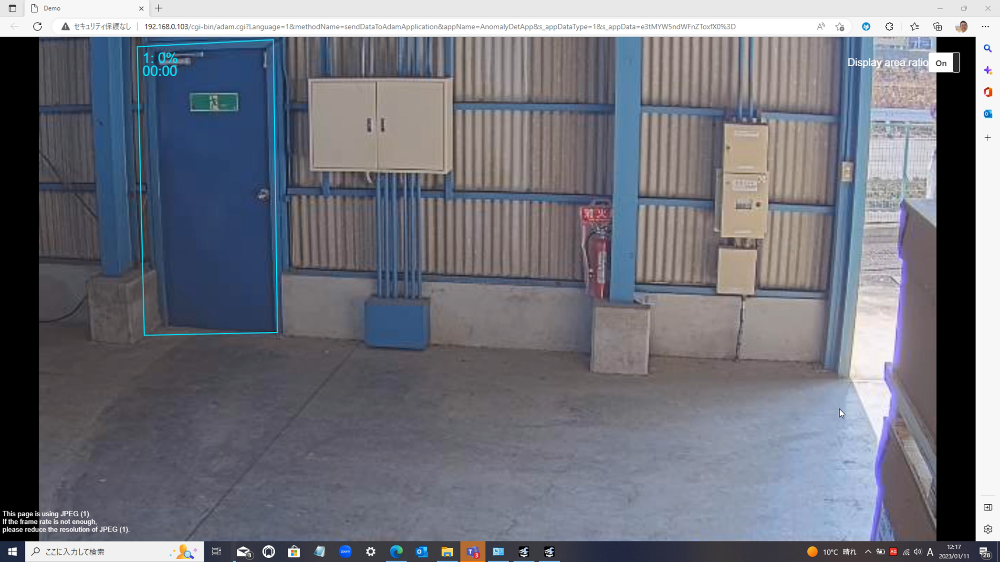 Demo
セキュリティ保護なし
192.168.0.103/cgi-bin/adam.cgi?Language=1&methodName=sendDataToAdamApplication&appName=AnomalyDetApp&s_appDataType=1&s_appData=e3tMYW5ndWFnZToxfX0%3D
1: 0%
00:00
Display area ratio
On
消火
This page is using JPEG (1).
If the frame rate is not enough,
please reduce the resolution of JPEG (1).
ここに入力して検索
3
zoom
3
10°C 晴れ
AG
A
12:17
2023/01/11
28